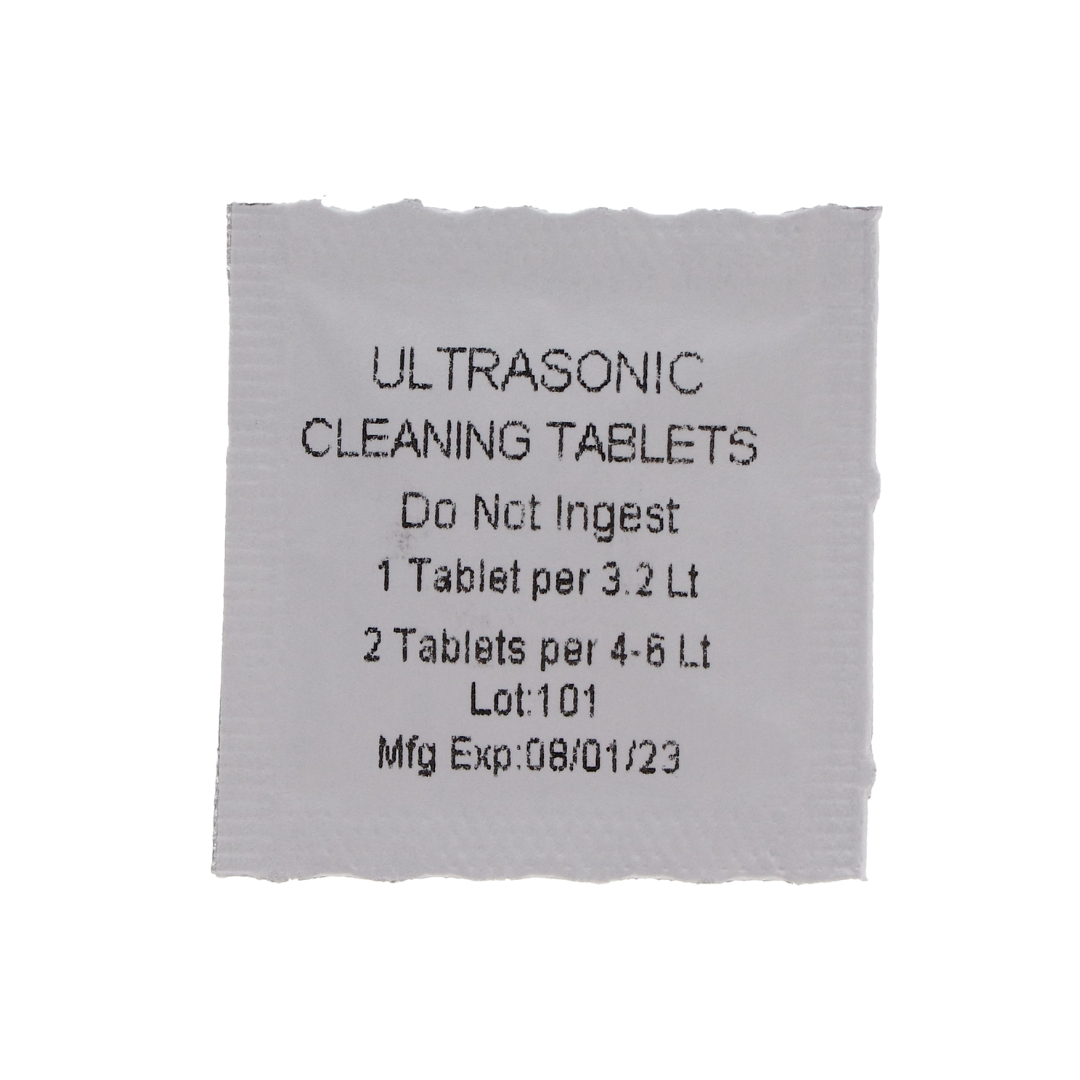 ULTRASONIC
CLEANING TABLETS
Do Not Ingest
1 Tablet per 3.2 Lt
2 Tablets per 4-6 Lt
Lot:101
Mfg Exp:08/01/23